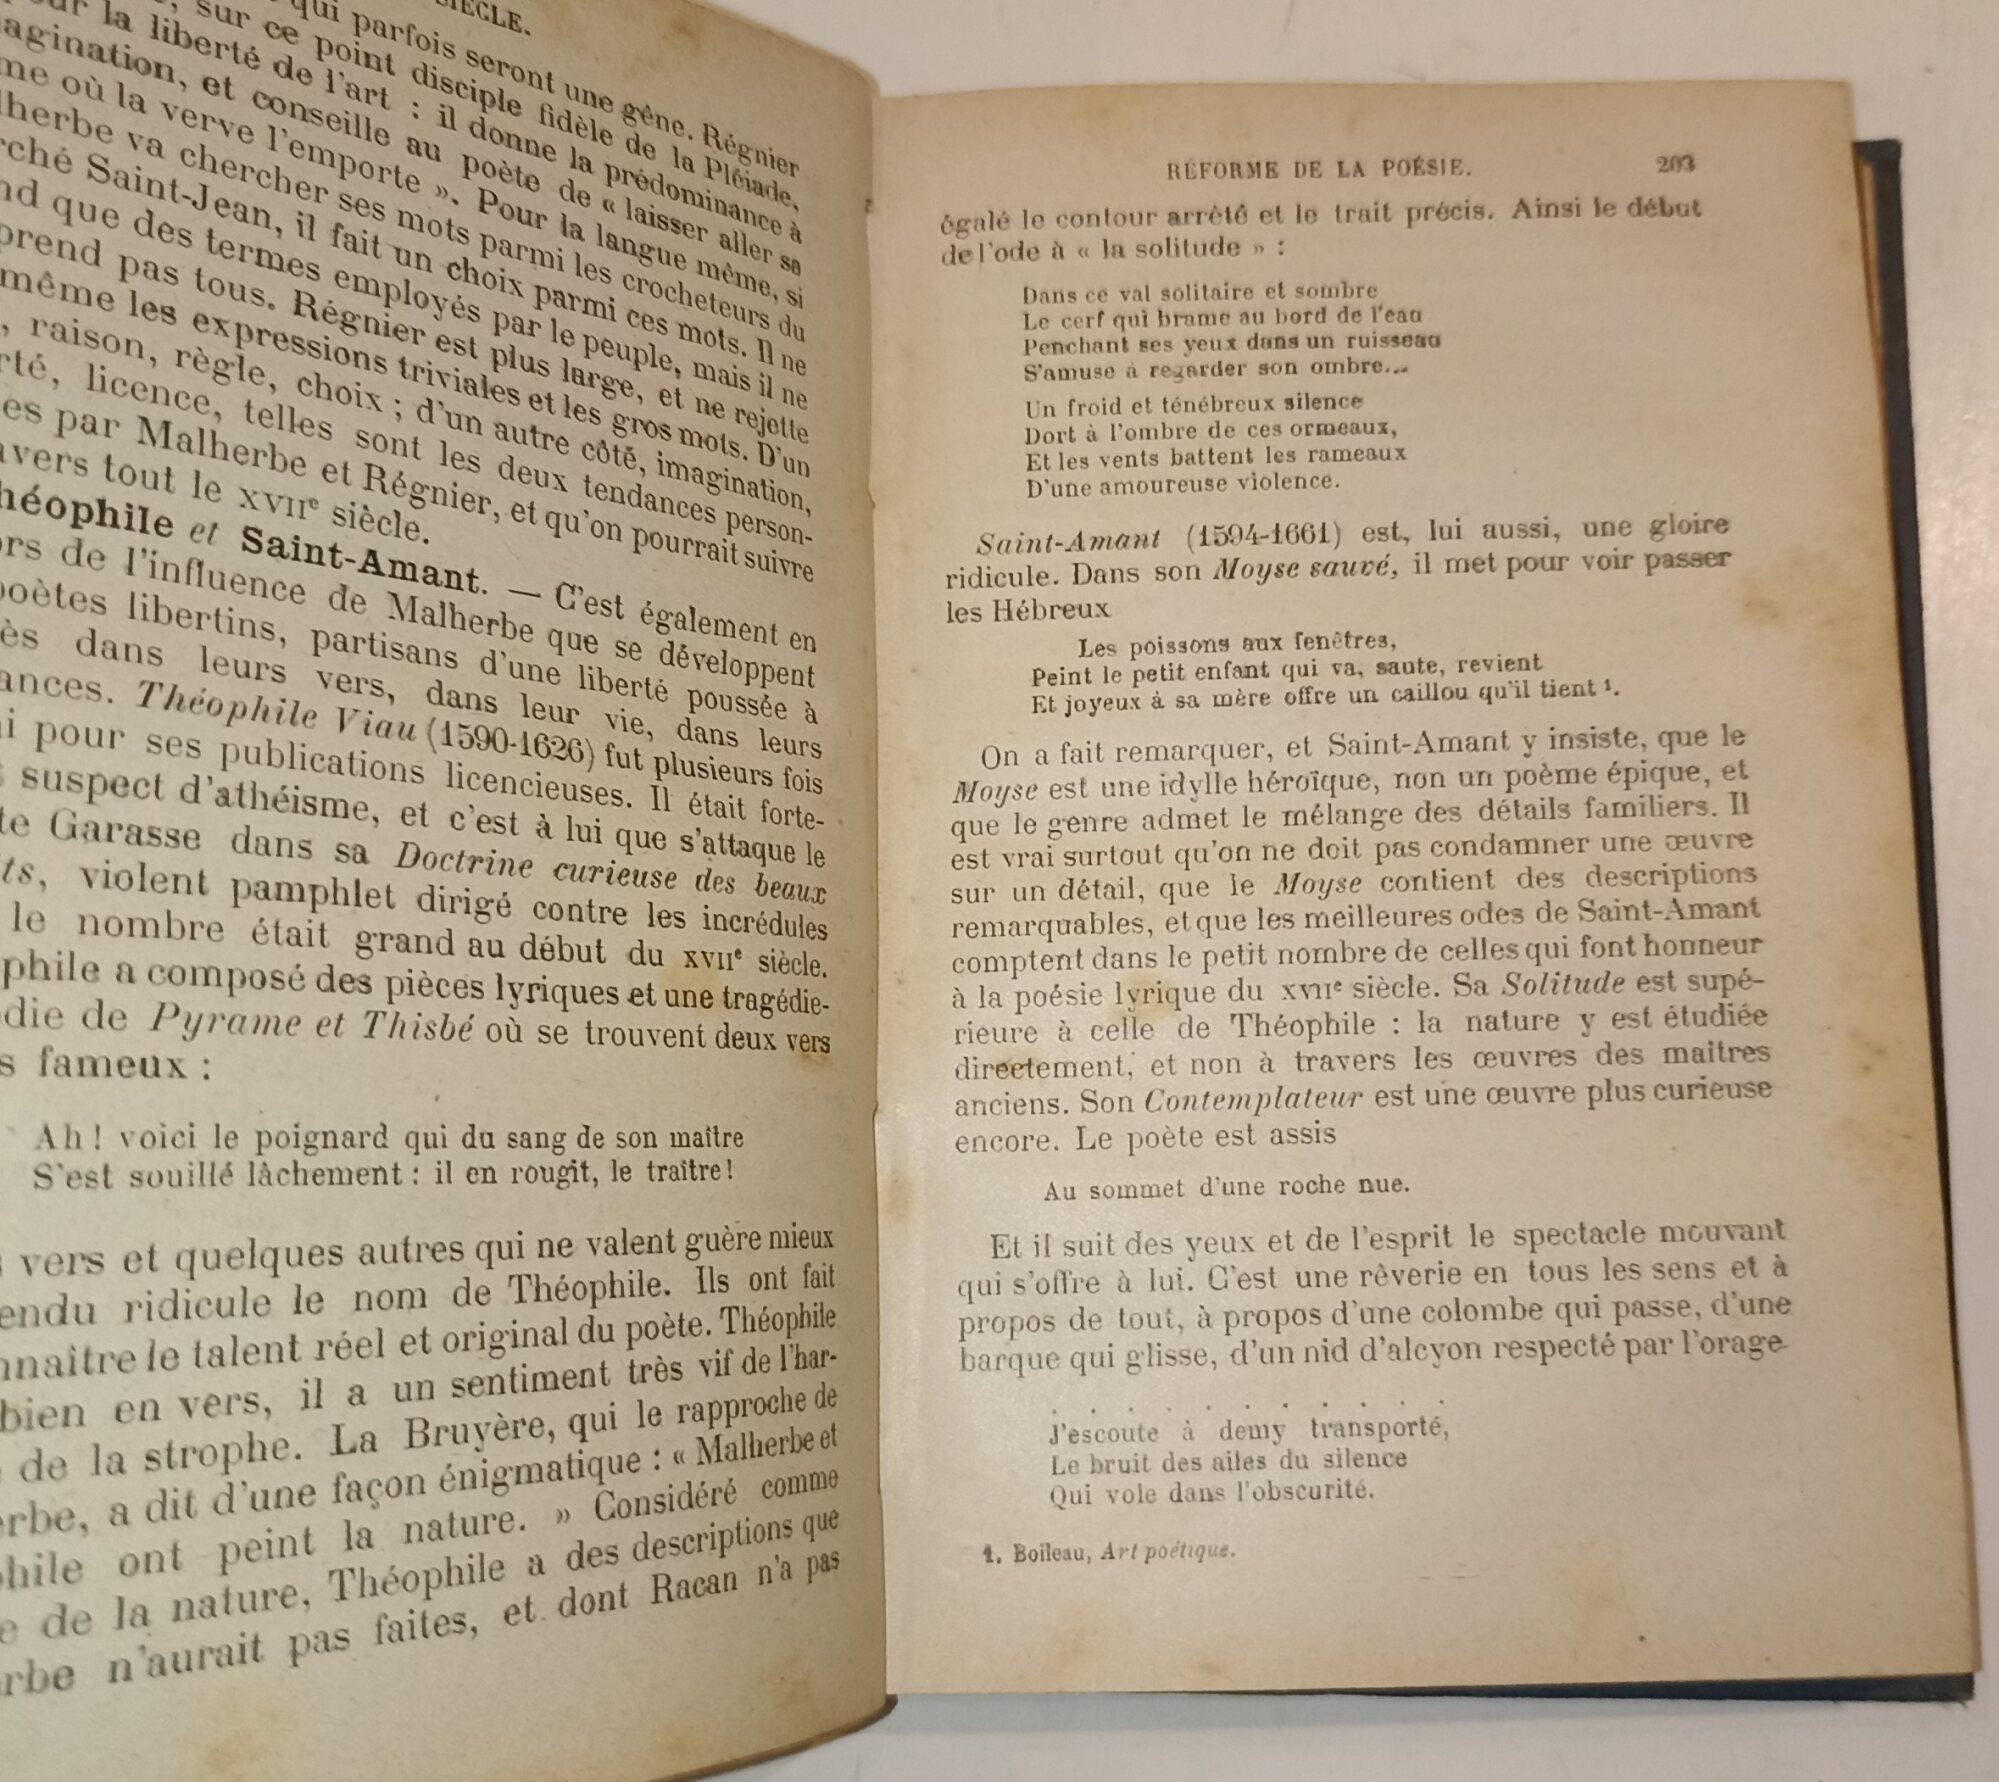 SIÈCLE.
qui parfois seront une gêne. Régnier
sur ce point disciple fidèle de la Pléiade,
la liberté de l'art : il donne la prédominance à
et conseille au poète de « laisser aller sa
me où la verve l'emporte ». Pour la langue même, si
va chercher ses mots parmi les crocheteurs du
Saint-Jean, il fait un choix parmi ces mots. Il ne
que des termes employés par le peuple, mais il ne
prend pas tous. Régnier est plus large, et ne rejette
même les expressions triviales et les gros mots. D'un
, raison, règle, choix ; d'un autre côté, imagination,
rté, licence, telles sont les deux tendances person-
es par Malherbe et Régnier, et qu'on pourrait suivre
avers tout le XVIIe siècle.
héophile et Saint-Amant. — C'est également en
ors de l'influence de Malherbe que se développent
poètes libertins, partisans d'une liberté poussée à
ès dans leurs vers, dans leur vie, dans leurs
ances. Théophile Viau (1590-1626) fut plusieurs fois
i pour ses publications licencieuses. Il était forte-
t suspect d'athéisme, et c'est à lui que s'attaque le
te Garasse dans sa Doctrine curieuse des beaux
ts, violent pamphlet dirigé contre les incrédules
le nombre était grand au début du XVIIe siècle.
phile a composé des pièces lyriques et une tragédie-
die de Pyrame et Thisbé où se trouvent deux vers
s fameux :
Ah ! voici le poignard qui du sang de son maître
S'est souillé lâchement : il en rougit, le traître !
s vers et quelques autres qui ne valent guère mieux
endu ridicule le nom de Théophile. Ils ont fait
nnaître le talent réel et original du poète. Théophile
bien en vers, il a un sentiment très vif de l'har-
de la strophe. La Bruyère, qui le rapproche de
erbe, a dit d'une façon énigmatique : « Malherbe et
phile ont peint la nature. » Considéré comme
e de la nature, Théophile a des descriptions que
erbe n'aurait pas faites, et dont Racan n'a pas
RÉFORME DE LA POÉSIE. 203
égalé le contour arrêté et le trait précis. Ainsi le début
de l'ode à « la solitude » :
Dans ce val solitaire et sombre
Le cerf qui brame au bord de l'eau
Penchant ses yeux dans un ruisseau
S'amuse à regarder son ombre...
Un froid et ténébreux silence
Dort à l'ombre de ces ormeaux,
Et les vents battent les rameaux
D'une amoureuse violence.
Saint-Amant (1594-1661) est, lui aussi, une gloire
ridicule. Dans son Moyse sauvé, il met pour voir passer
les Hébreux
Les poissons aux fenêtres,
Peint le petit enfant qui va, saute, revient
Et joyeux à sa mère offre un caillou qu'il tient 1.
On a fait remarquer, et Saint-Amant y insiste, que le
Moyse est une idylle héroïque, non un poème épique, et
que le genre admet le mélange des détails familiers. Il
est vrai surtout qu'on ne doit pas condamner une œuvre
sur un détail, que le Moyse contient des descriptions
remarquables, et que les meilleures odes de Saint-Amant
comptent dans le petit nombre de celles qui font honneur
à la poésie lyrique du XVIIe siècle. Sa Solitude est supé-
rieure à celle de Théophile : la nature y est étudiée
directement, et non à travers les œuvres des maîtres
anciens. Son Contemplateur est une œuvre plus curieuse
encore. Le poète est assis
Au sommet d'une roche nue.
Et il suit des yeux et de l'esprit le spectacle mouvant
qui s'offre à lui. C'est une rêverie en tous les sens et à
propos de tout, à propos d'une colombe qui passe, d'une
barque qui glisse, d'un nid d'alcyon respecté par l'orage
. . . . . . . . . .
J'escoute à demy transporté,
Le bruit des ailes du silence
Qui vole dans l'obscurité.
1. Boileau, Art poétique.